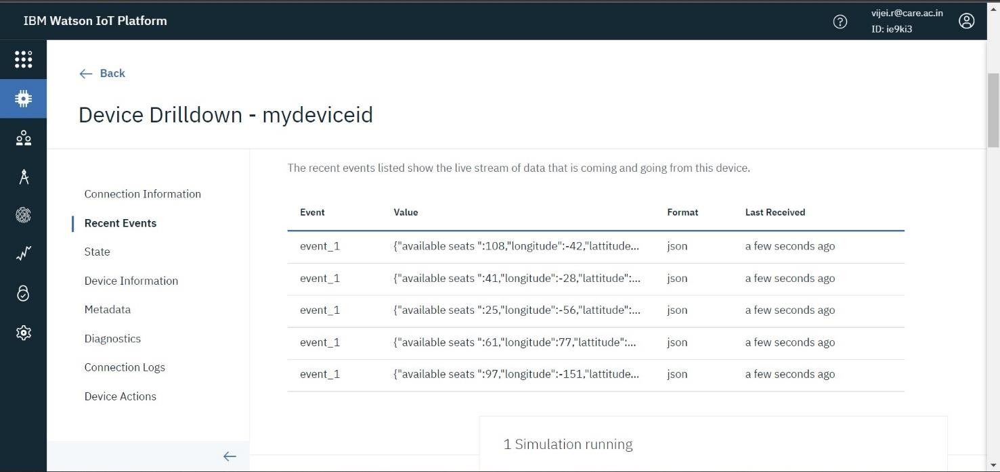 IBM Watson IoT Platform
vijei.r@care.ac.in
ID: ie9ki3
Back
Device Drilldown - mydeviceid
Connection Information
Recent Events
State
Device Information
Metadata
Diagnostics
Connection Logs
Device Actions
The recent events listed show the live stream of data that is coming and going from this device.
Event Value Format Last Received
event_1 {"available seats ":108,"longitude":-42,"lattitude... json a few seconds ago
event_1 {"available seats ":41,"longitude":-28,"lattitude":... json a few seconds ago
event_1 {"available seats ":25,"longitude":-56,"lattitude":... json a few seconds ago
event_1 {"available seats ":61,"longitude":77,"lattitude":... json a few seconds ago
event_1 {"available seats ":97,"longitude":-151,"lattitude... json a few seconds ago
1 Simulation running